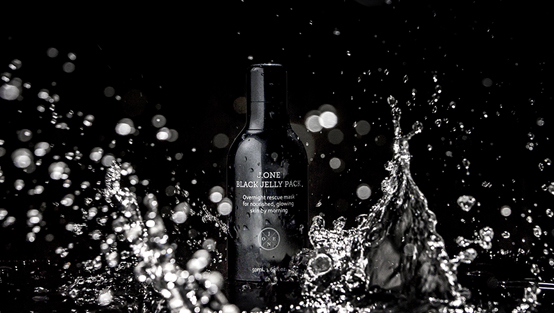 J.ONE
BLACK JELLY PACK
Overnight rescue mask
for nourished, glowing
skin by morning